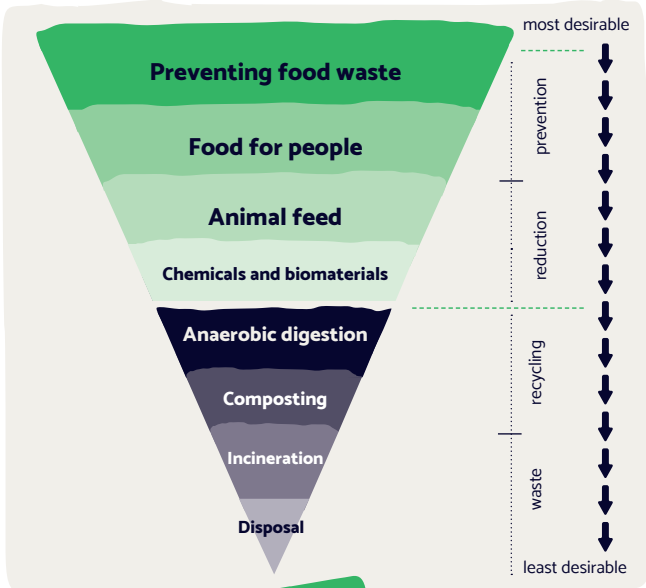 most desirable
Preventing food waste
prevention
Food for people
Animal feed
reduction
Chemicals and biomaterials
Anaerobic digestion
recycling
Composting
Incineration
waste
Disposal
least desirable